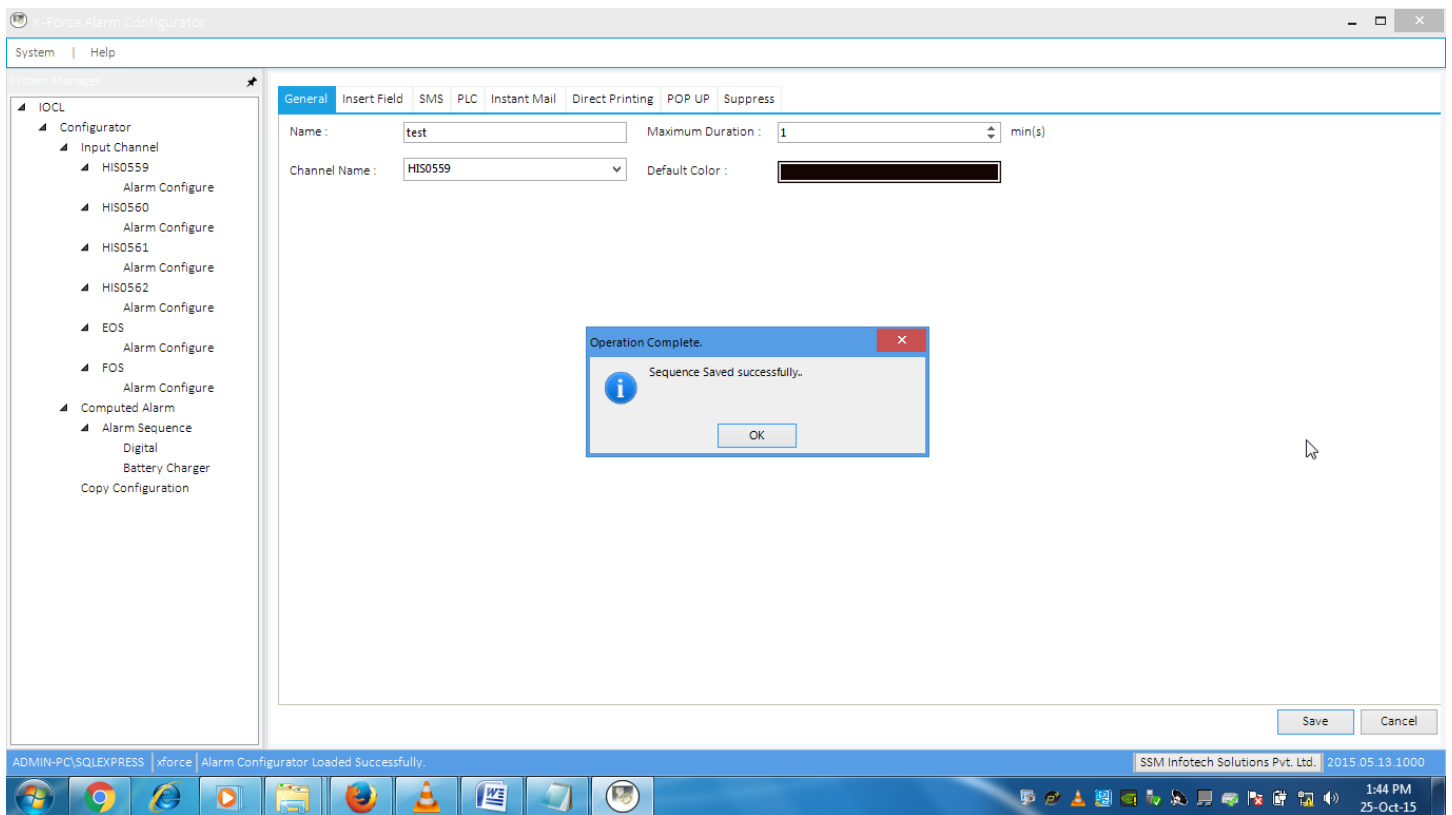 X-Force Alarm Configurator
System | Help
System Manager
IOCL
Configurator
Input Channel
HIS0559
Alarm Configure
HIS0560
Alarm Configure
HIS0561
Alarm Configure
HIS0562
Alarm Configure
EOS
Alarm Configure
FOS
Alarm Configure
Computed Alarm
Alarm Sequence
Digital
Battery Charger
Copy Configuration
General Insert Field SMS PLC Instant Mail Direct Printing POP UP Suppress
Name : test Maximum Duration : 1 min(s)
Channel Name : HIS0559 Default Color :
Operation Complete.
Sequence Saved successfully..
OK
Save Cancel
ADMIN-PC\SQLEXPRESS xforce Alarm Configurator Loaded Successfully. SSM Infotech Solutions Pvt. Ltd. 2015.05.13.1000
1:44 PM
25-Oct-15